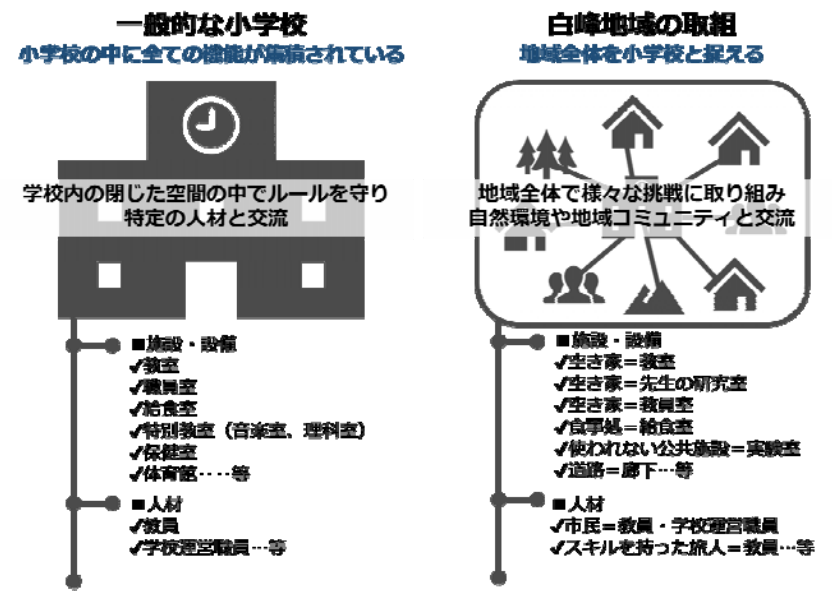 一般的な小学校
小学校の中に全ての機能が集積されている
学校内の閉じた空間の中でルールを守り
特定の人材と交流
■施設・設備
✓教室
✓職員室
✓給食室
✓特別教室（音楽室、理科室）
✓保健室
✓体育館‥‥等
■人材
✓教員
✓学校運営職員…等
白峰地域の取組
地域全体を小学校と捉える
地域全体で様々な挑戦に取り組み
自然環境や地域コミュニティと交流
■施設・設備
✓空き家＝教室
✓空き家＝先生の研究室
✓空き家＝教員室
✓食事処＝給食室
✓使われない公共施設＝実験室
✓道路＝廊下…等
■人材
✓市民＝教員・学校運営職員
✓スキルを持った旅人＝教員…等